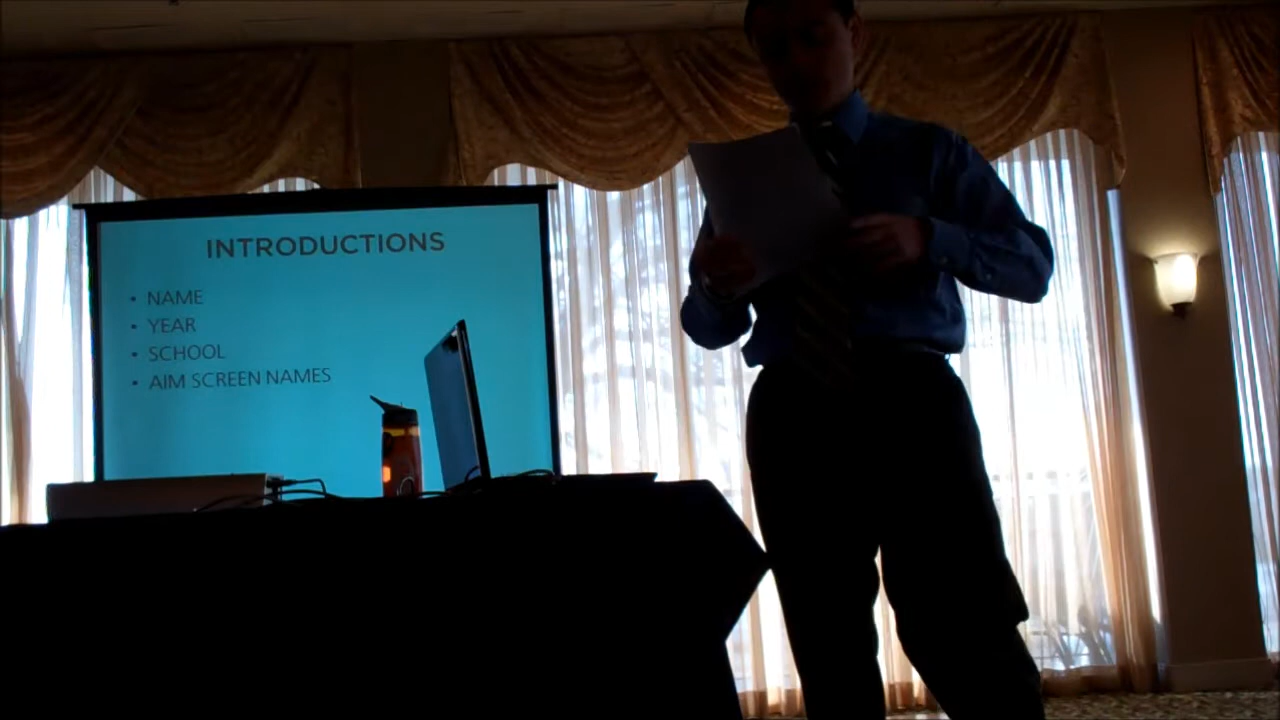 INTRODUCTIONS
• NAME
• YEAR
• SCHOOL
• AIM SCREEN NAMES